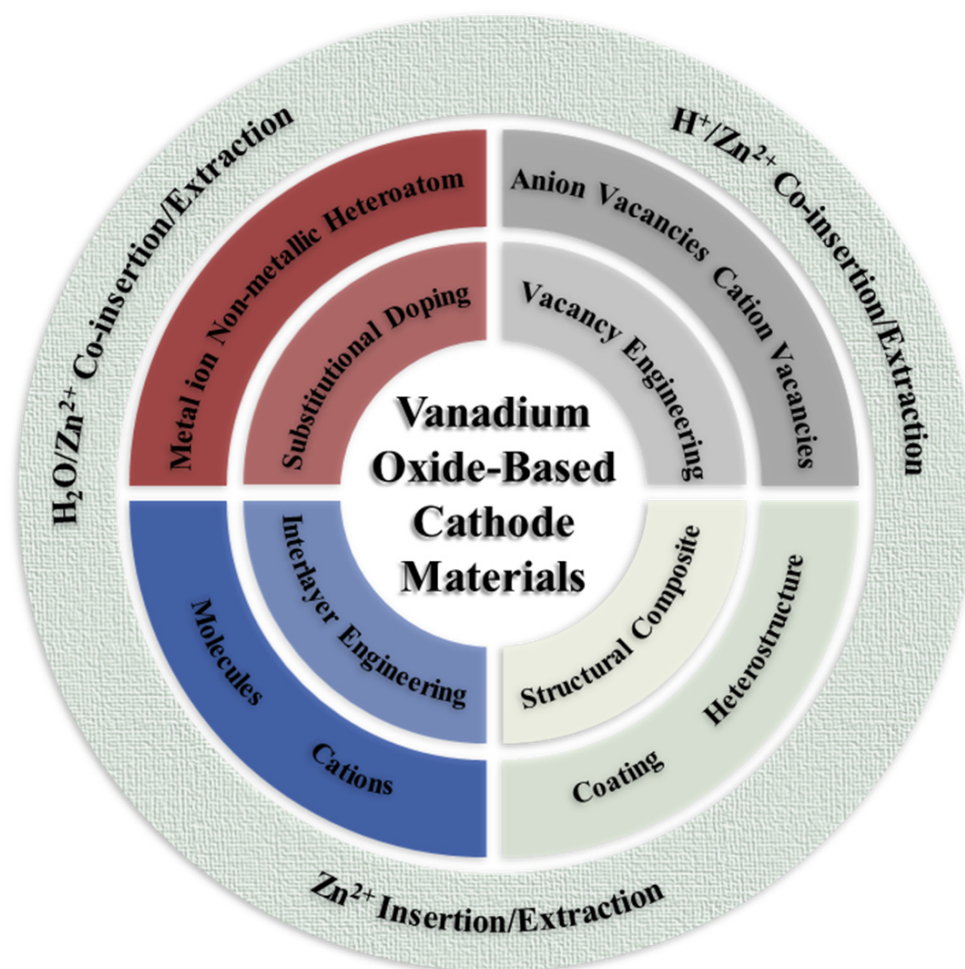 H₂O/Zn²⁺ Co-insertion/Extraction
H⁺/Zn²⁺ Co-insertion/Extraction
Metal ion Non-metallic Heteroatom
Anion Vacancies Cation Vacancies
Substitutional Doping
Vacancy Engineering
Vanadium
Oxide-Based
Cathode
Materials
Interlayer Engineering
Structural Composite
Molecules
Cations
Coating
Heterostructure
Zn²⁺ Insertion/Extraction